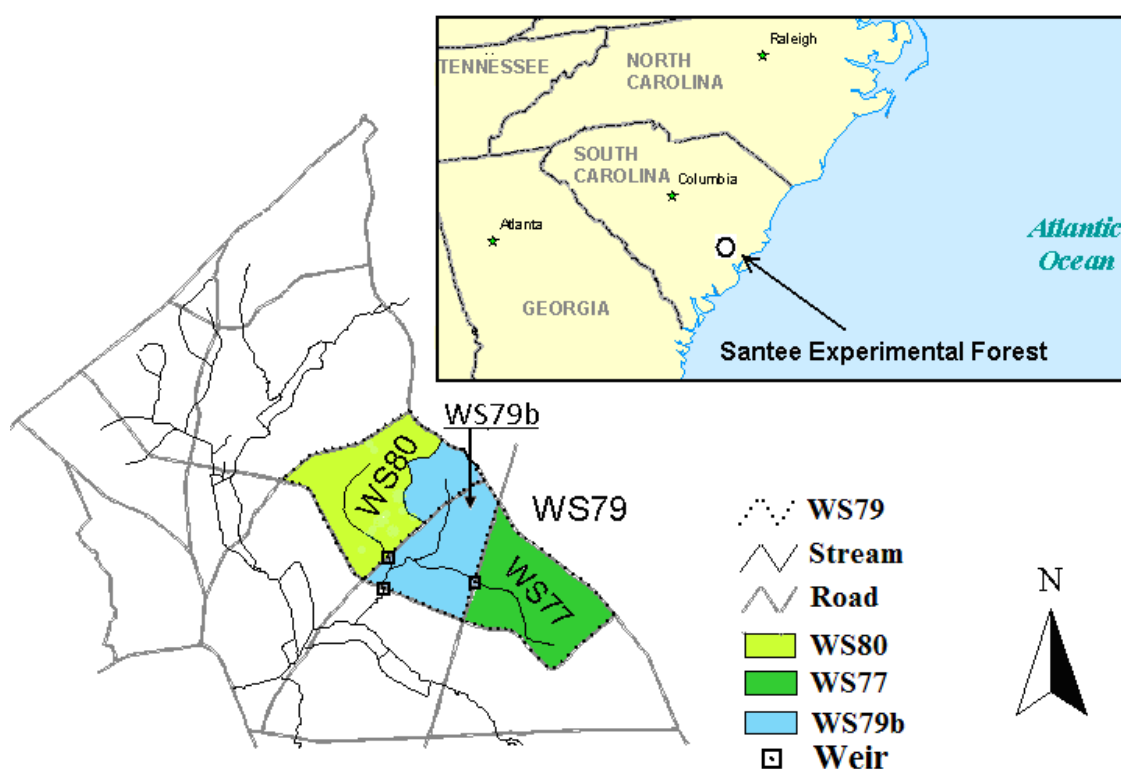 Raleigh
TENNESSEE
NORTH
CAROLINA
SOUTH
CAROLINA
Columbia
Atlanta
Atlantic
Ocean
GEORGIA
Santee Experimental Forest
WS79b
WS80
WS79
WS77
WS79
Stream
Road
WS80
WS77
WS79b
Weir
N